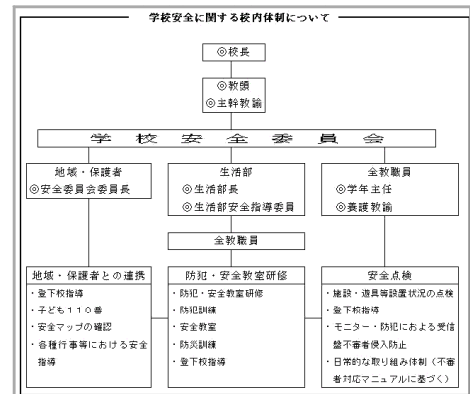 学校安全に関する校内体制について
◎校長
◎教頭
◎主幹教諭
学校安全委員会
地域・保護者
◎安全委員会委員長
生活部
◎生活部長
◎生活部安全指導委員
全教職員
◎学年主任
◎養護教諭
全教職員
地域・保護者との連携
・登下校指導
・子ども110番
・安全マップの確認
・各種行事等における安全
指導
防犯・安全教室研修
・防犯・安全教室研修
・防犯訓練
・安全教室
・防災訓練
・登下校指導
安全点検
・施設・遊具等設置状況の点検
・登下校指導
・モニター・防犯による受信
盤不審者侵入防止
・日常的な取り組み体制（不審
者対応マニュアルに基づく）